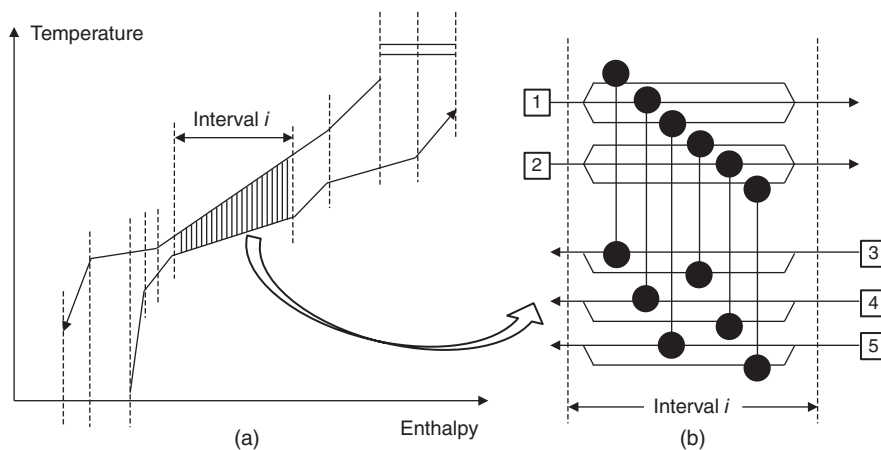 Temperature
Interval i
Enthalpy
(a)
1
2
3
4
5
Interval i
(b)